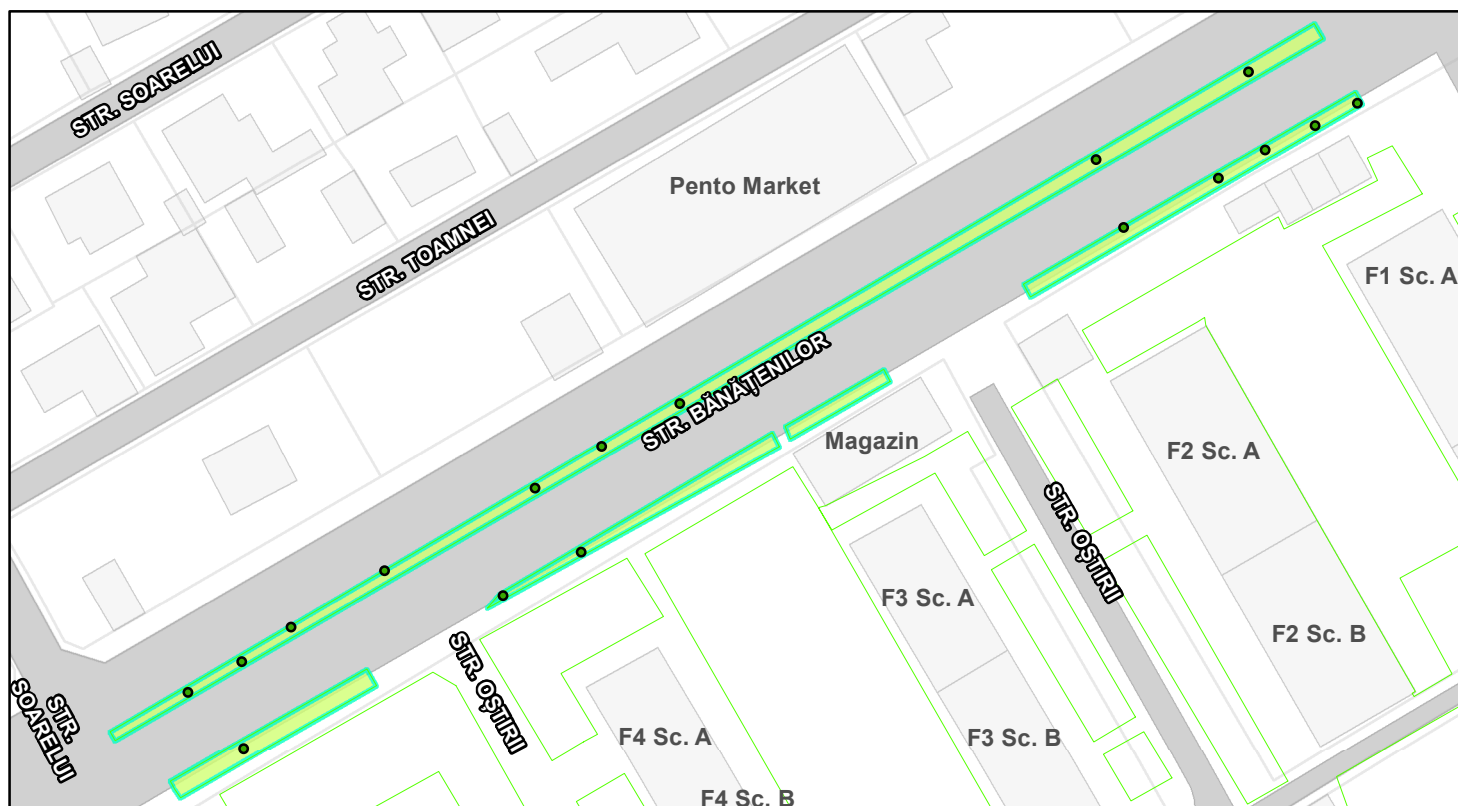 STR. SOARELUI
Pento Market
STR. TOAMNEI
F1 Sc. A
STR. BĂNĂȚENILOR
Magazin
F2 Sc. A
STR. OȘTIRII
F3 Sc. A
F2 Sc. B
STR. OȘTIRII
STR.
SOARELUI
F4 Sc. A
F3 Sc. B
F4 Sc. B